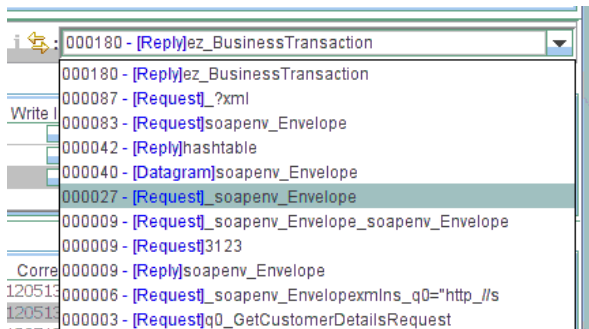 i : 000180 - [Reply]ez_BusinessTransaction
000180 - [Reply]ez_BusinessTransaction
000087 - [Request]_?xml
000083 - [Request]soapenv_Envelope
Write
000042 - [Reply]hashtable
000040 - [Datagram]soapenv_Envelope
000027 - [Request]_soapenv_Envelope
000009 - [Request]_soapenv_Envelope_soapenv_Envelope
000009 - [Request]3123
Corre
000009 - [Reply]soapenv_Envelope
120513
000006 - [Request]_soapenv_Envelopexmlns_q0="http_//s
120513
000003 - [Request]q0_GetCustomerDetailsRequest